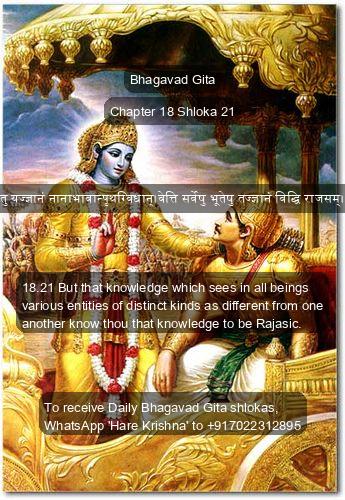 Bhagavad Gita
Chapter 18 Shloka 21
तु यज्ज्ञानं नानाभावान्पृथग्विधान्।वेत्ति सर्वेषु भूतेषु तज्ज्ञानं विद्धि राजसम्।
18.21 But that knowledge which sees in all beings
various entities of distinct kinds as different from one
another know thou that knowledge to be Rajasic.
To receive Daily Bhagavad Gita shlokas,
WhatsApp 'Hare Krishna' to +917022312895